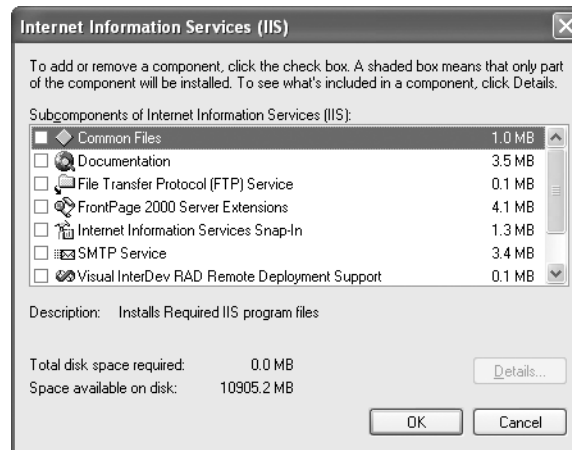 Internet Information Services (IIS)
To add or remove a component, click the check box. A shaded box means that only part
of the component will be installed. To see what's included in a component, click Details.
Subcomponents of Internet Information Services (IIS):
Common Files 1.0 MB
Documentation 3.5 MB
File Transfer Protocol (FTP) Service 0.1 MB
FrontPage 2000 Server Extensions 4.1 MB
Internet Information Services Snap-In 1.3 MB
SMTP Service 3.4 MB
Visual InterDev RAD Remote Deployment Support 0.1 MB
Description: Installs Required IIS program files
Total disk space required: 0.0 MB
Space available on disk: 10905.2 MB
Details...
OK Cancel